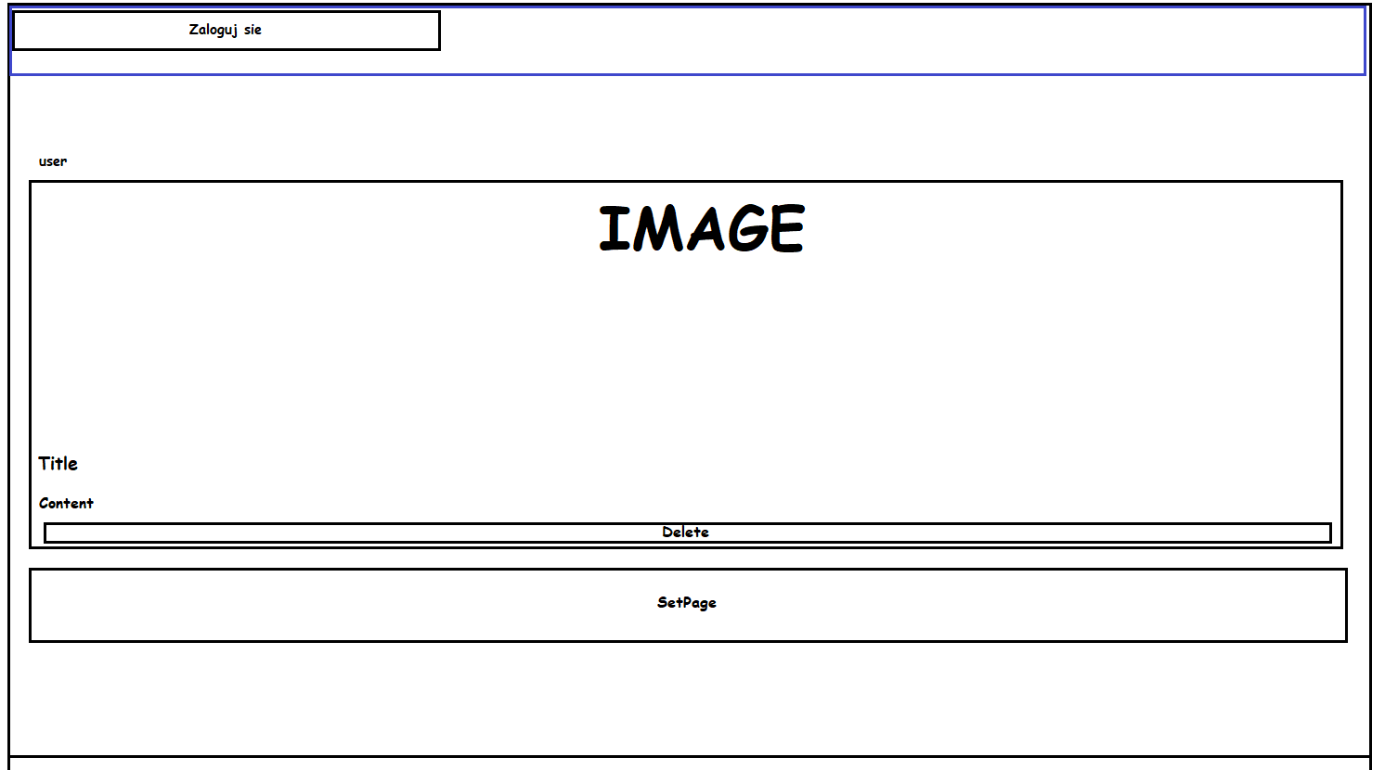 Zaloguj sie
user
IMAGE
Title
Content
Delete
SetPage